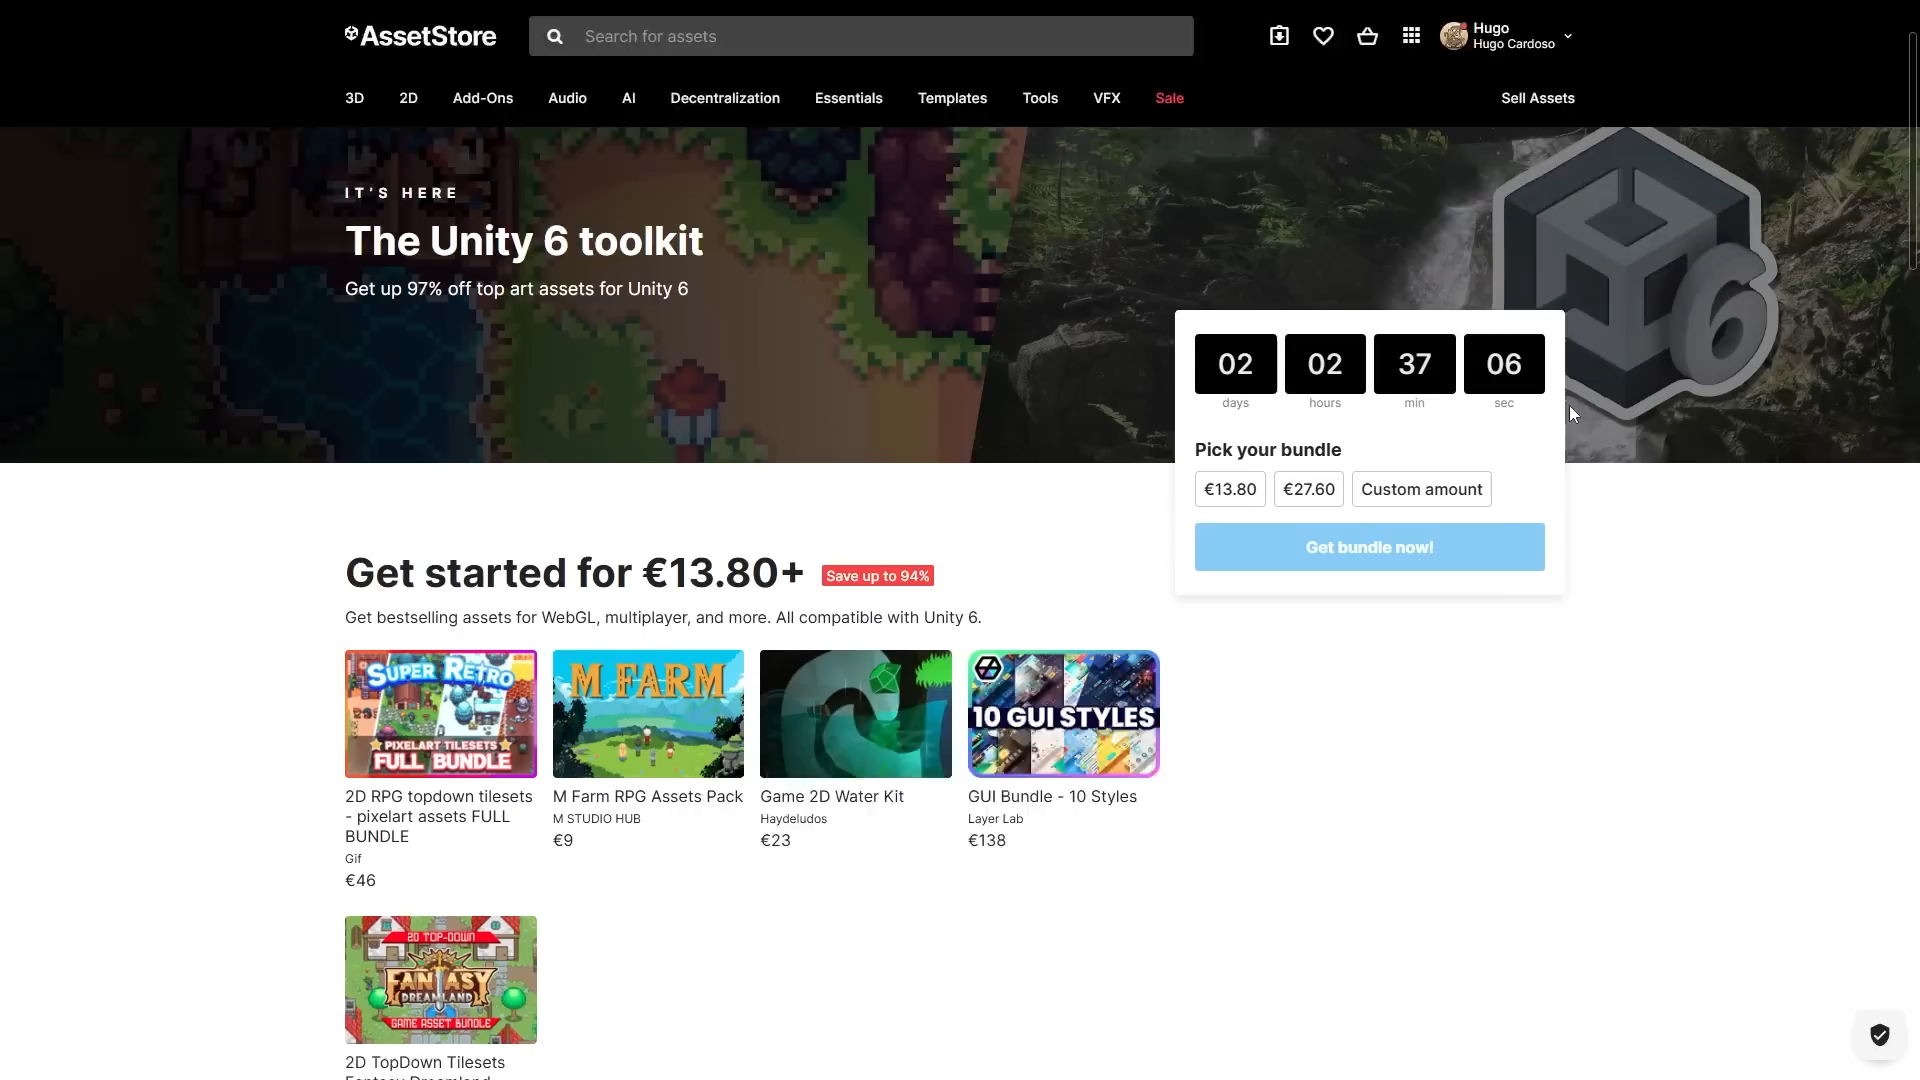 AssetStore
Search for assets
Hugo
Hugo Cardoso
3D 2D Add-Ons Audio AI Decentralization Essentials Templates Tools VFX Sale Sell Assets
IT'S HERE
The Unity 6 toolkit
Get up 97% off top art assets for Unity 6
6
02 02 37 06
days hours min sec
Pick your bundle
€13.80 €27.60 Custom amount
Get bundle now!
Get started for €13.80+ Save up to 94%
Get bestselling assets for WebGL, multiplayer, and more. All compatible with Unity 6.
SUPER RETRO
PIXELART TILESETS
FULL BUNDLE
2D RPG topdown tilesets
- pixelart assets FULL
BUNDLE
Gif
€46
M FARM
M Farm RPG Assets Pack
M STUDIO HUB
€9
Game 2D Water Kit
Haydeludos
€23
10 GUI STYLES
GUI Bundle - 10 Styles
Layer Lab
€138
2D TOP-DOWN
FANTASY
DREAMLAND
GAME ASSET BUNDLE
2D TopDown Tilesets
Fantasy Dreamland